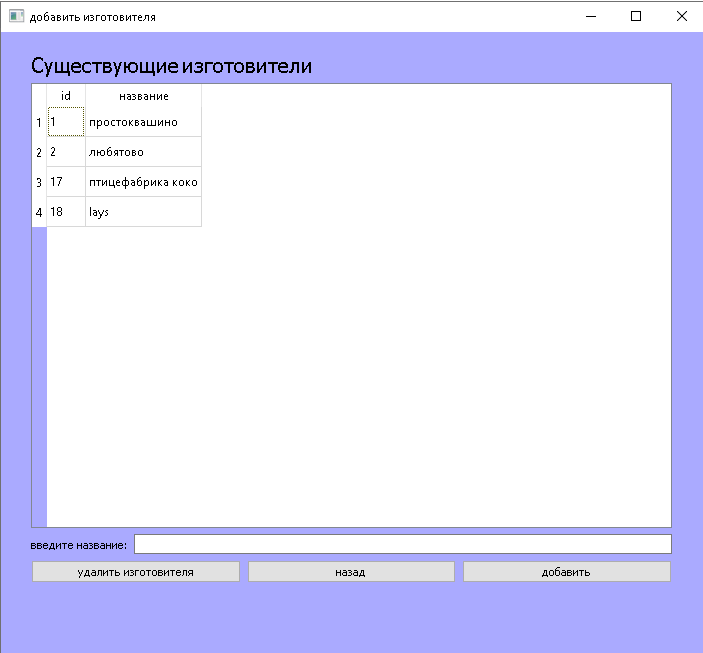 добавить изготовителя
Существующие изготовители
id название
1 1 простоквашино
2 2 любятово
3 17 птицефабрика коко
4 18 lays
введите название:
удалить изготовителя назад добавить